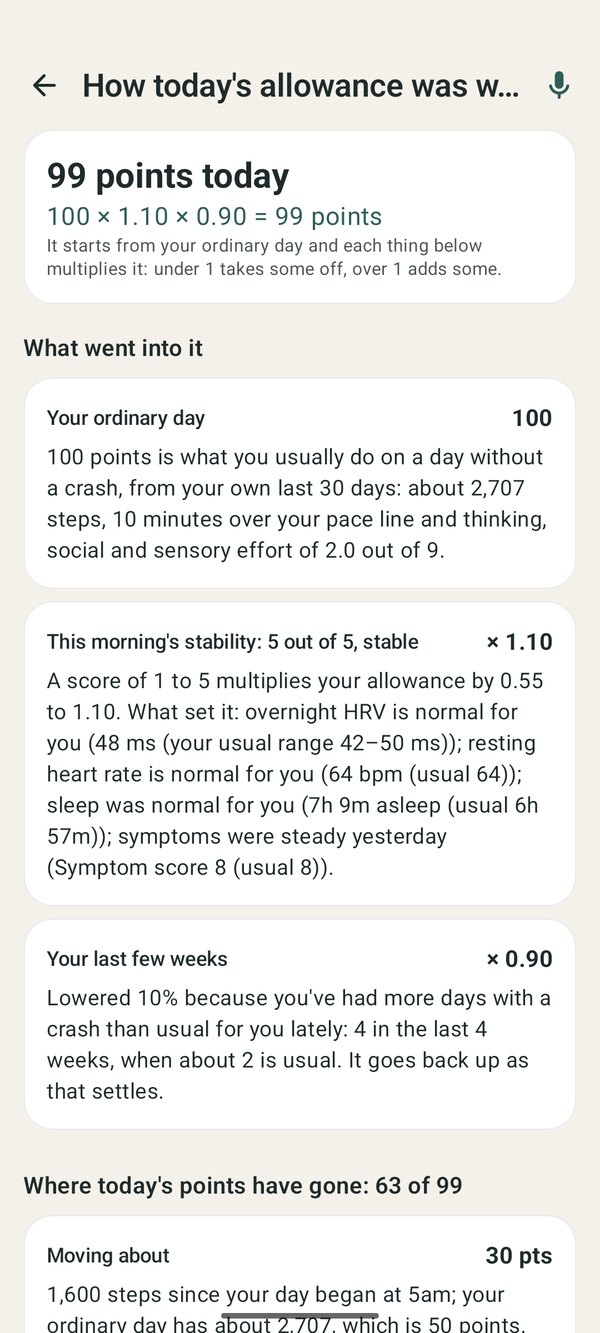 How today's allowance was w...
99 points today
100 × 1.10 × 0.90 = 99 points
It starts from your ordinary day and each thing below
multiplies it: under 1 takes some off, over 1 adds some.
What went into it
Your ordinary day 100
100 points is what you usually do on a day without
a crash, from your own last 30 days: about 2,707
steps, 10 minutes over your pace line and thinking,
social and sensory effort of 2.0 out of 9.
This morning's stability: 5 out of 5, stable × 1.10
A score of 1 to 5 multiplies your allowance by 0.55
to 1.10. What set it: overnight HRV is normal for
you (48 ms (your usual range 42–50 ms)); resting
heart rate is normal for you (64 bpm (usual 64));
sleep was normal for you (7h 9m asleep (usual 6h
57m)); symptoms were steady yesterday
(Symptom score 8 (usual 8)).
Your last few weeks × 0.90
Lowered 10% because you've had more days with a
crash than usual for you lately: 4 in the last 4
weeks, when about 2 is usual. It goes back up as
that settles.
Where today's points have gone: 63 of 99
Moving about 30 pts
1,600 steps since your day began at 5am; your
ordinary day has about 2,707, which is 50 points.